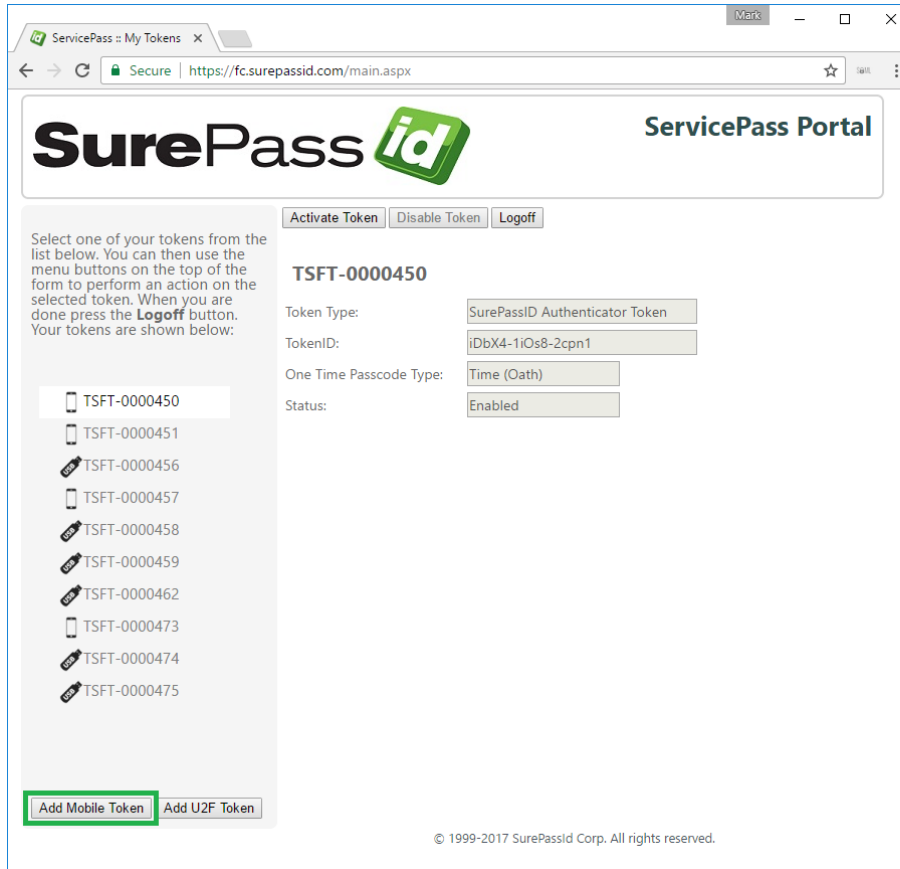 Mark
ServicePass :: My Tokens
Secure | https://fc.surepassid.com/main.aspx
SurePass id
ServicePass Portal
Activate Token Disable Token Logoff
Select one of your tokens from the
list below. You can then use the
menu buttons on the top of the
form to perform an action on the
selected token. When you are
done press the Logoff button.
Your tokens are shown below:
TSFT-0000450
TSFT-0000451
USB TSFT-0000456
TSFT-0000457
USB TSFT-0000458
USB TSFT-0000459
USB TSFT-0000462
TSFT-0000473
USB TSFT-0000474
USB TSFT-0000475
Add Mobile Token Add U2F Token
TSFT-0000450
Token Type: SurePassID Authenticator Token
TokenID: iDbX4-1iOs8-2cpn1
One Time Passcode Type: Time (Oath)
Status: Enabled
© 1999-2017 SurePassId Corp. All rights reserved.